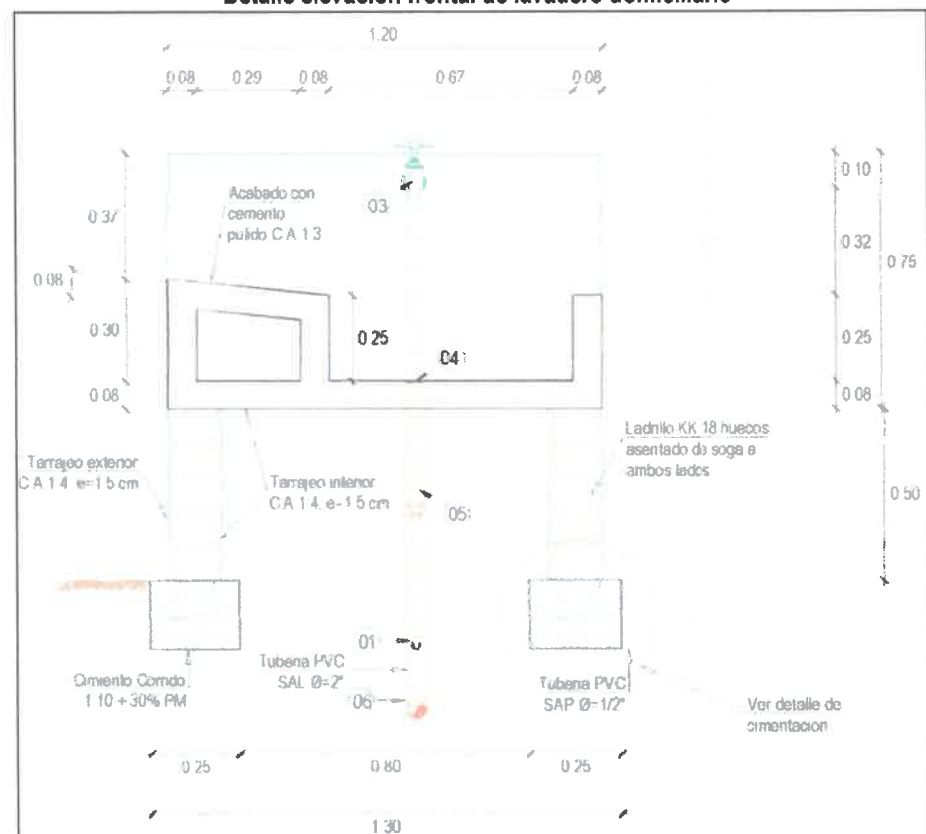 Detalle elevación frontal de lavadero domiciliario
1.20
0.08 0.29 0.08 0.67 0.08
0.37
0.08
0.30
0.08
Acabado con
cemento
pulido C A 1:3
03
0.25
04
0.10
0.32
0.25
0.08
0.75
0.50
Tarrajeo exterior
C A 1:4. e=1.5 cm
Tarrajeo interior
C A 1:4. e=1.5 cm
05
Ladrillo KK 18 huecos
asentado de soga a
ambos lados
01
Tubería PVC
SAL Ø=2"
06
Cimiento Corrido
1:10 + 30% PM
Tubería PVC
SAP Ø=1/2"
Ver detalle de
cimentación
0.25 0.80 0.25
1.30